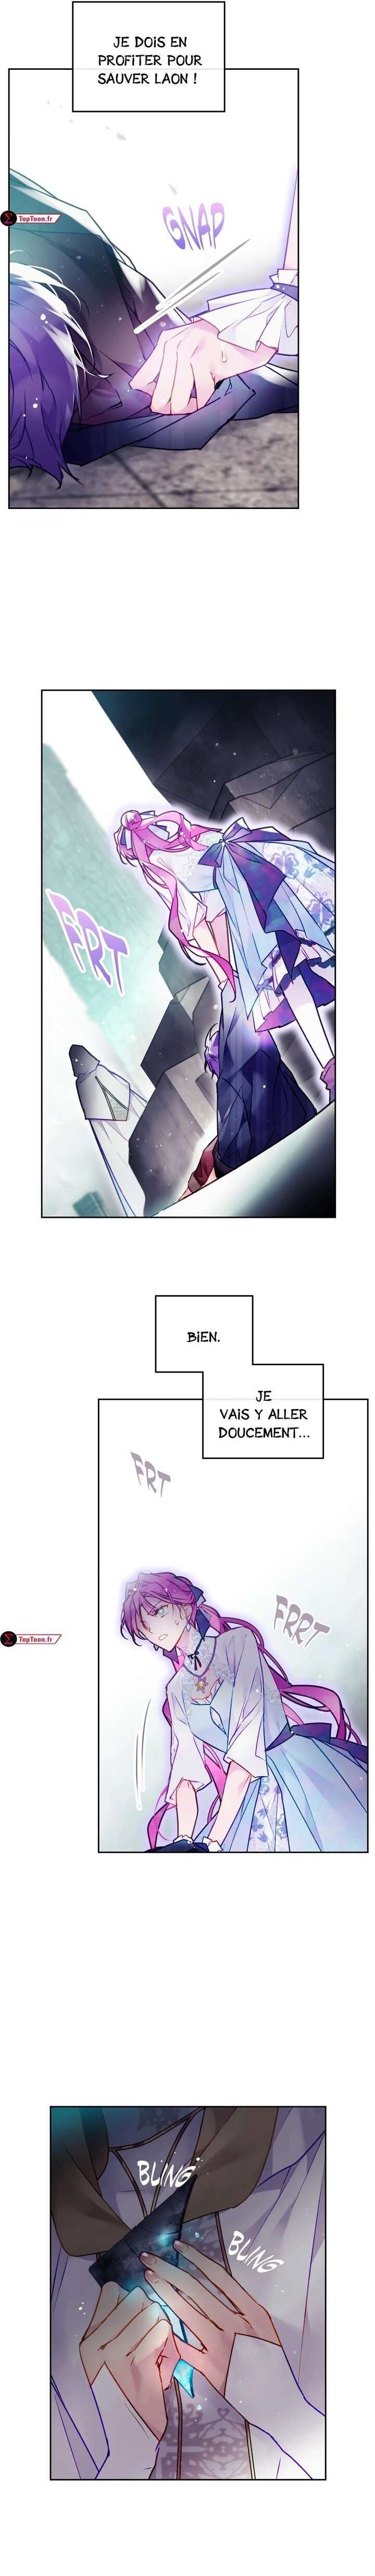 JE DOIS EN
PROFITER POUR
SAUVER LAON !
TopToon.fr
GNAP
FRT
BIEN.
JE
VAIS Y ALLER
DOUCEMENT...
FRT
FRRT
TopToon.fr
BLING
BLING